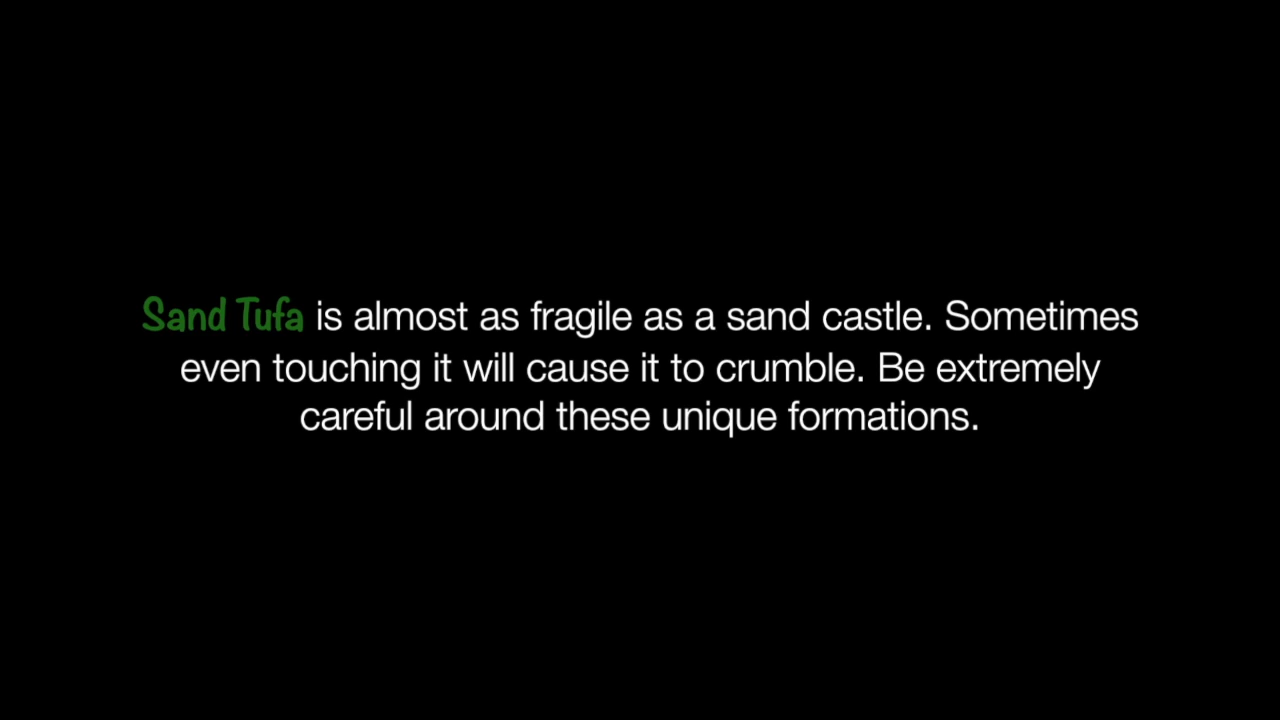 Sand Tufa is almost as fragile as a sand castle. Sometimes
even touching it will cause it to crumble. Be extremely
careful around these unique formations.